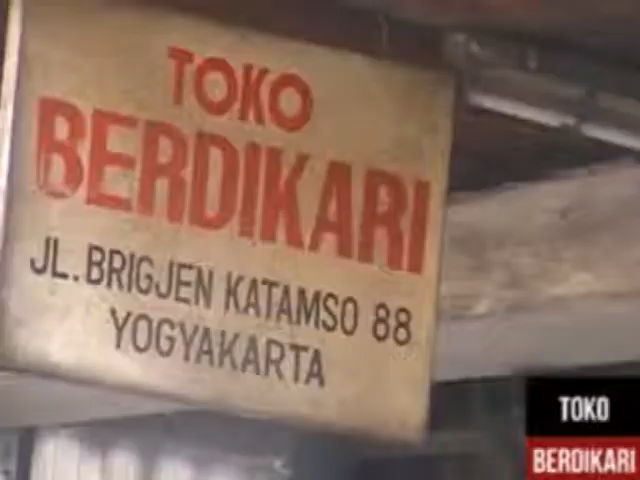 TOKO
BERDIKARI
JL. BRIGJEN KATAMSO 88
YOGYAKARTA
TOKO
BERDIKARI